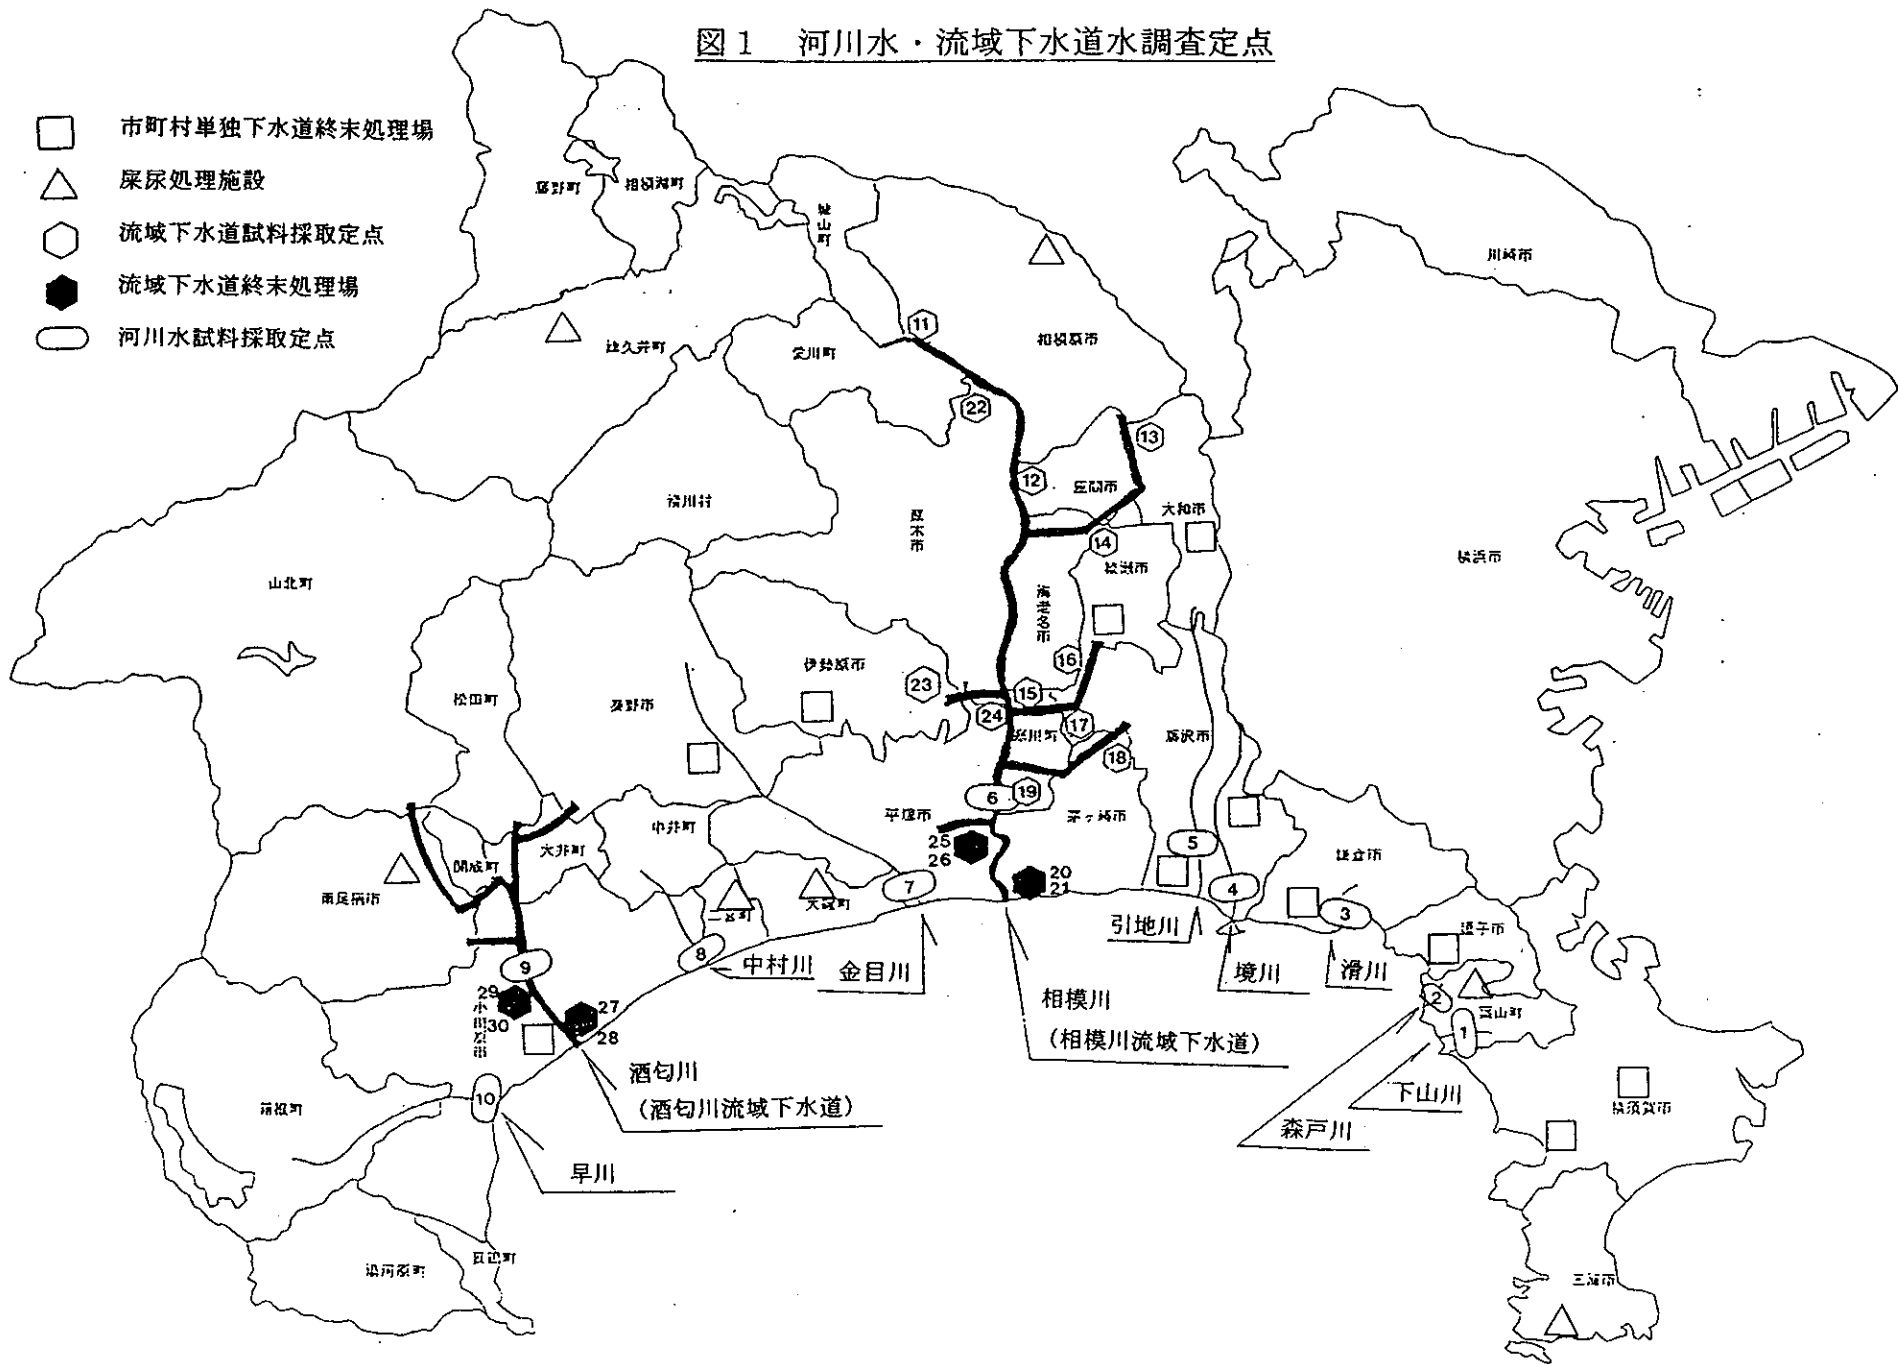 図1 河川水・流域下水道水調査定点
市町村単独下水道終末処理場
屎尿処理施設
流域下水道試料採取定点
流域下水道終末処理場
河川水試料採取定点
藤野町
相模湖町
城山町
川崎市
相模原市
津久井町
愛川町
11
22
13
12
座間市
大和市
清川村
厚木市
14
綾瀬市
横浜市
山北町
海老名市
伊勢原市
16
23
15
24
17
松田町
秦野市
寒川町
藤沢市
18
6
19
平塚市
茅ヶ崎市
中井町
大井町
開成町
25
26
5
鎌倉市
南足柄市
20
21
7
4
二宮町
大磯町
3
引地川
逗子市
8
中村川
金目川
境川
滑川
9
相模川
(相模川流域下水道)
2
葉山町
1
29
30
小田原市
27
28
酒匂川
(酒匂川流域下水道)
下山川
森戸川
横須賀市
箱根町
10
早川
湯河原町
真鶴町
三浦市